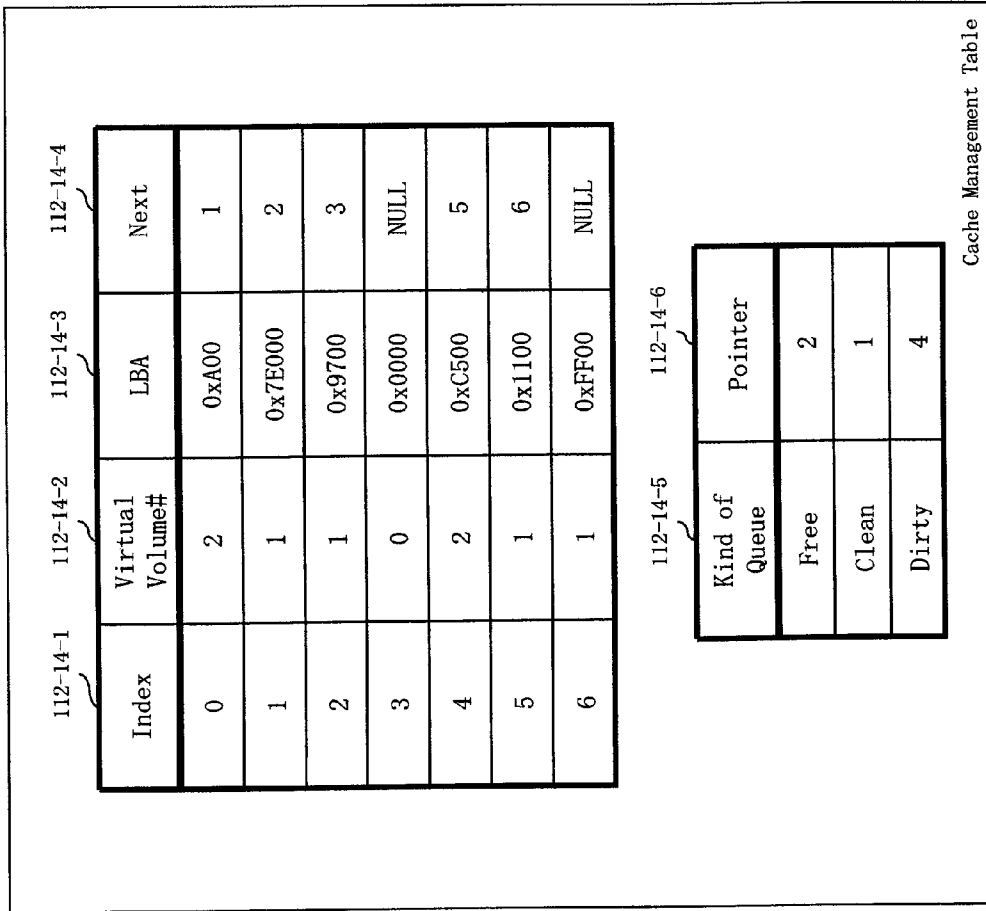 112-14-1 112-14-2 112-14-3 112-14-4
Index Virtual Volume# LBA Next
0 2 0xA00 1
1 1 0x7E000 2
2 1 0x9700 3
3 0 0x0000 NULL
4 2 0xC500 5
5 1 0x1100 6
6 1 0xFF00 NULL
112-14-5 112-14-6
Kind of Queue Pointer
Free 2
Clean 1
Dirty 4
Cache Management Table